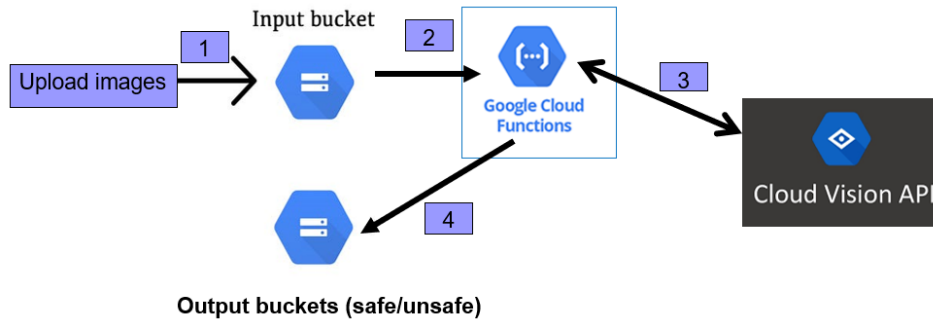 Input bucket
1
2
Upload images
Google Cloud
Functions
3
Cloud Vision API
4
Output buckets (safe/unsafe)